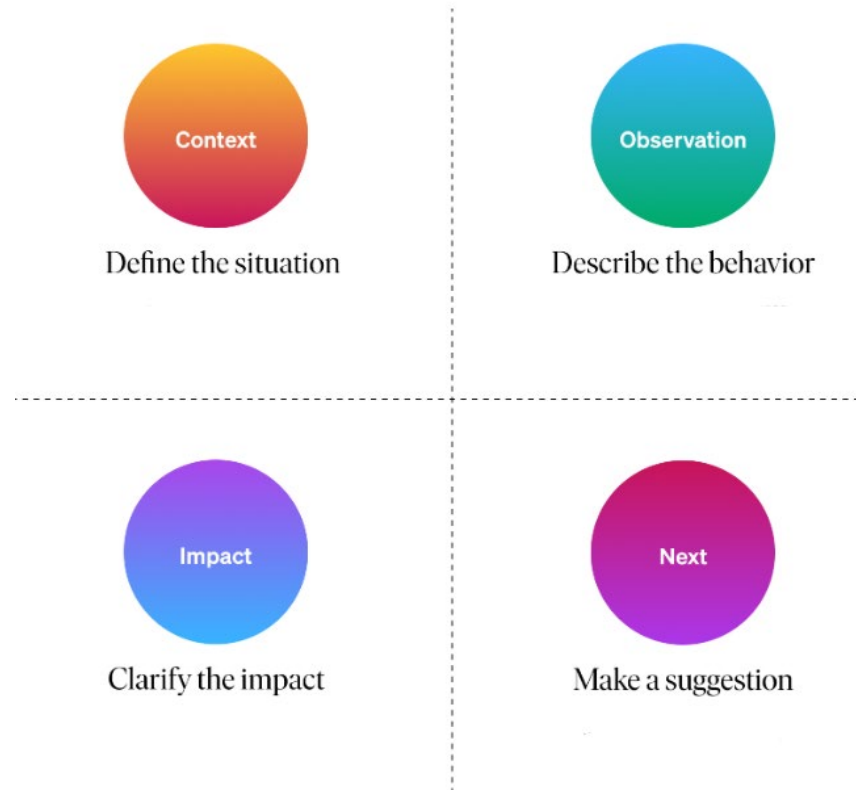 Context
Define the situation
Observation
Describe the behavior
Impact
Clarify the impact
Next
Make a suggestion